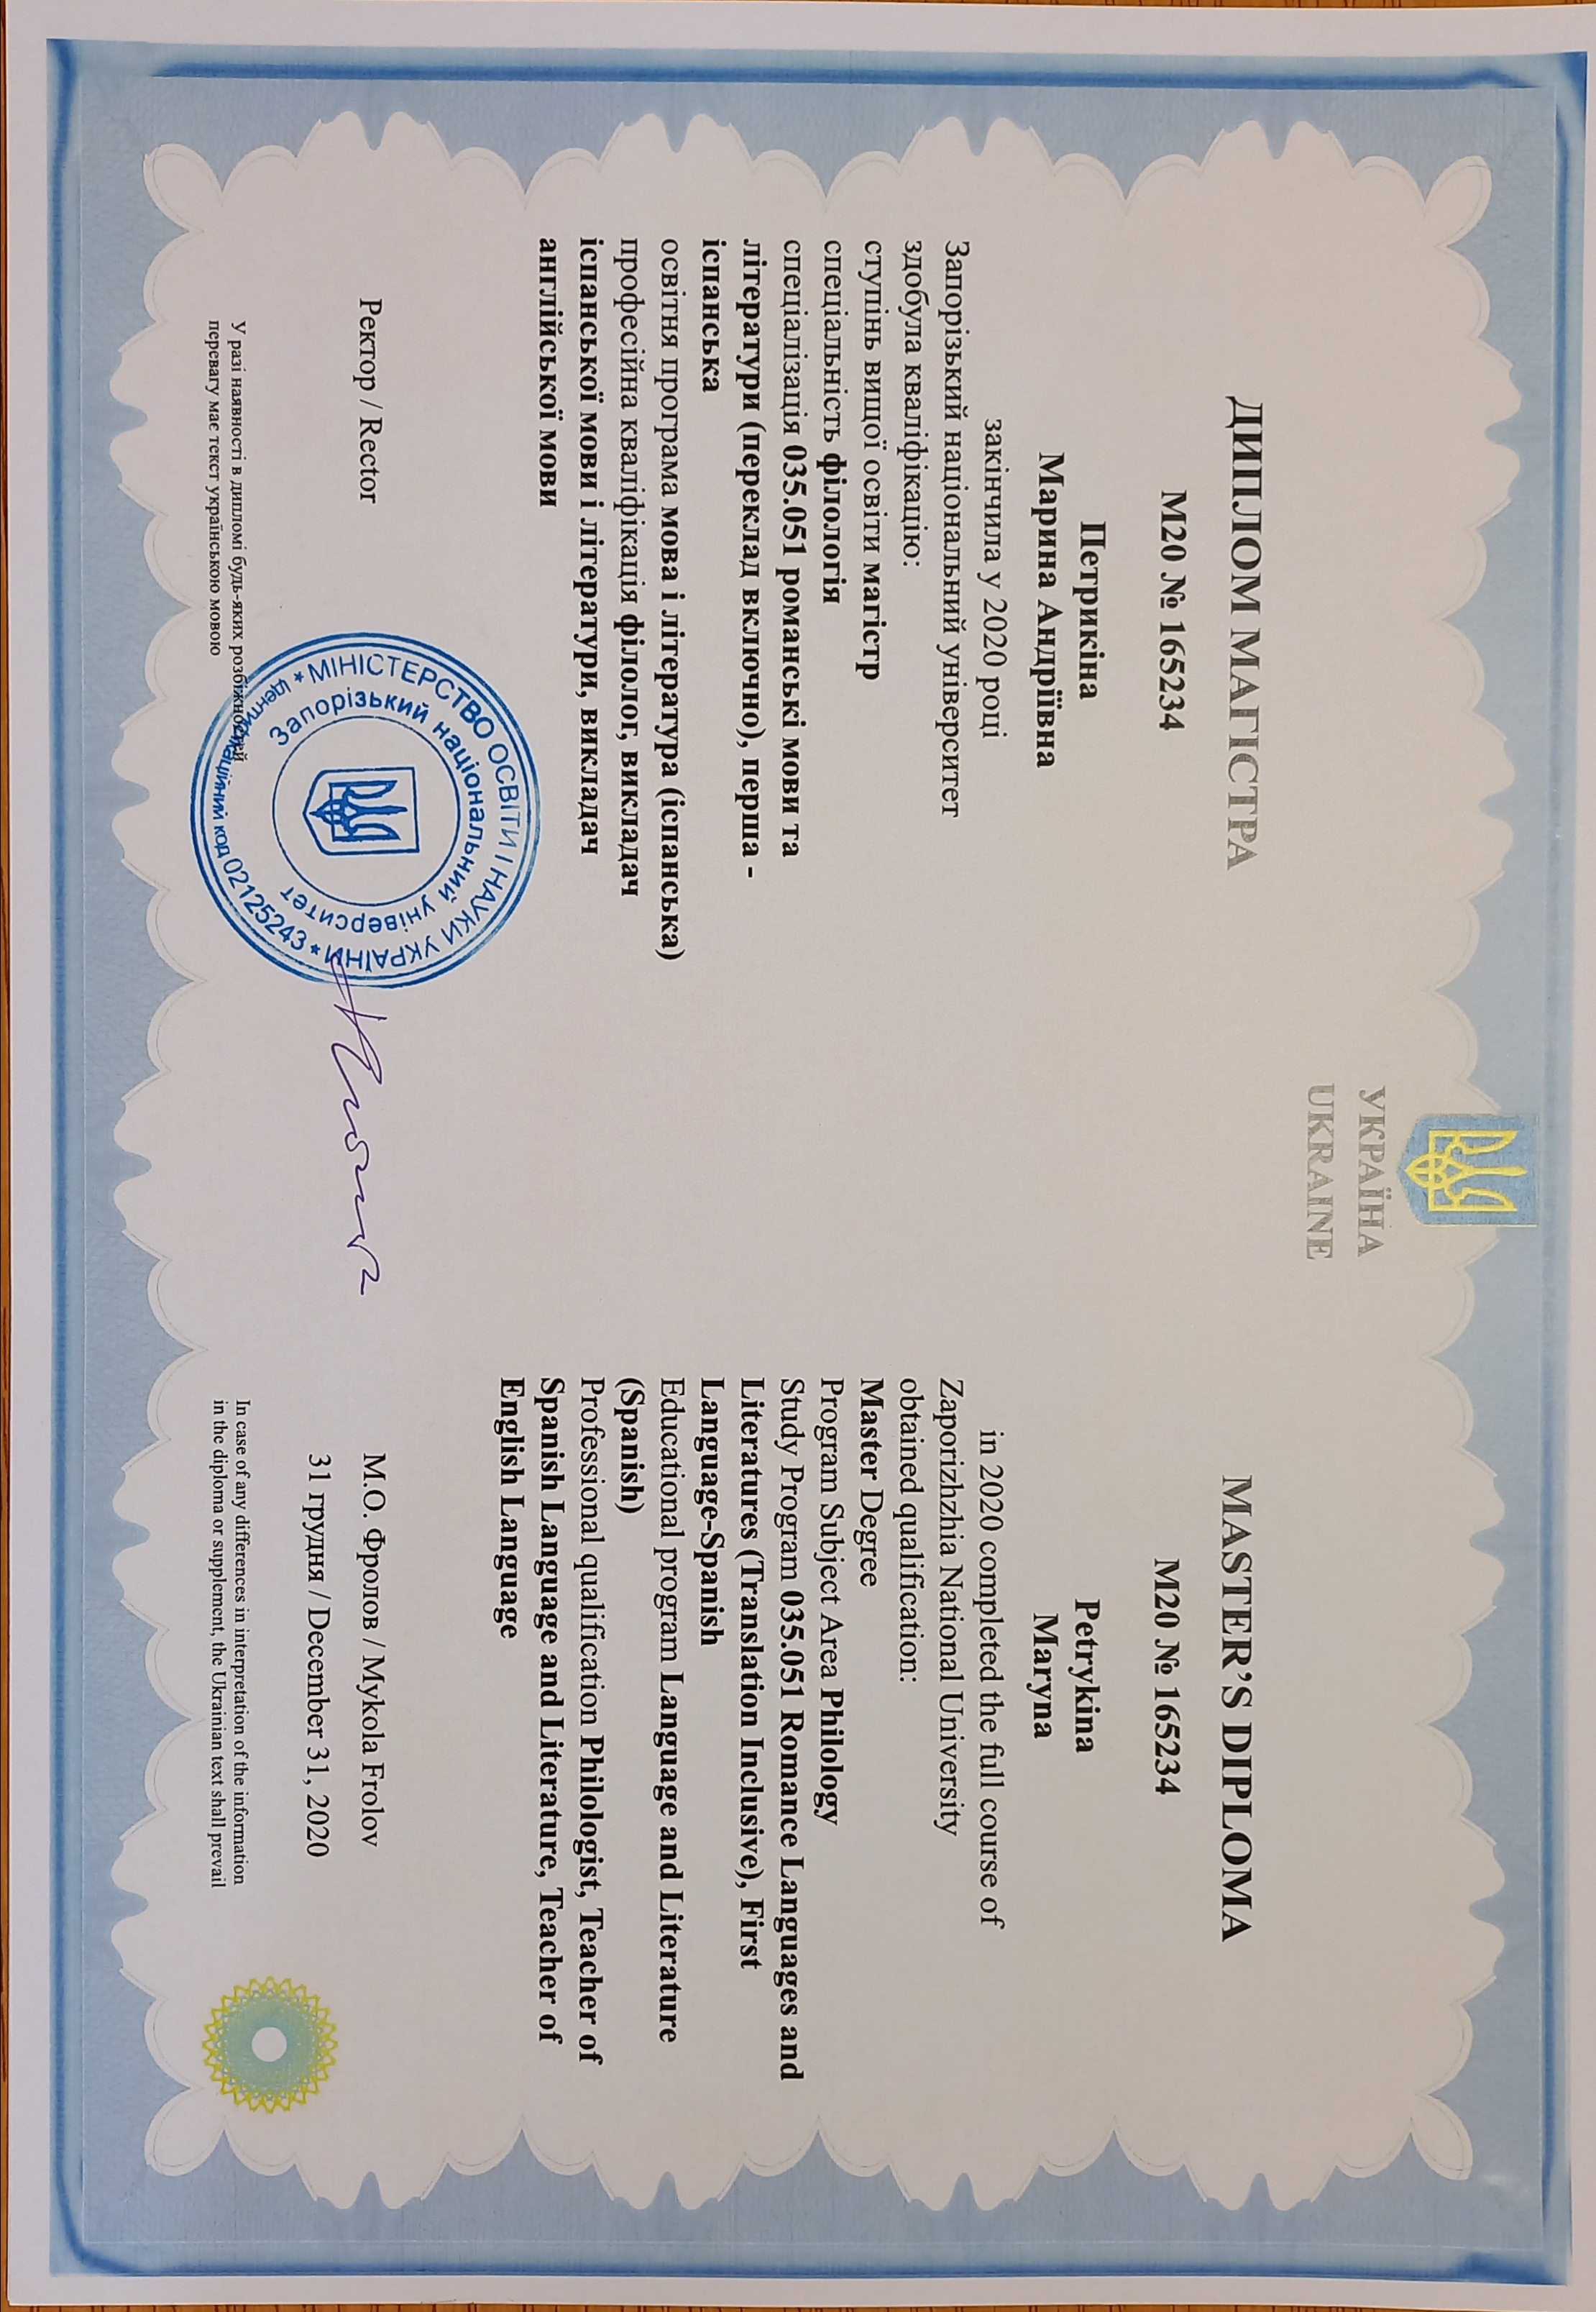 УКРАЇНА
UKRAINE
ДИПЛОМ МАГІСТРА
М20 № 165234
Петрикіна
Марина Андріївна
закінчила у 2020 році
Запорізький національний університет
здобула кваліфікацію:
ступінь вищої освіти магістр
спеціальність філологія
спеціалізація 035.051 романські мови та
літератури (переклад включно), перша -
іспанська
освітня програма мова і література (іспанська)
професійна кваліфікація філолог, викладач
іспанської мови і літератури, викладач
англійської мови
Ректор / Rector
У разі наявності в дипломі будь-яких розбіжностей
перевагу має текст українською мовою
* МІНІСТЕРСТВО ОСВІТИ І НАУКИ УКРАЇНИ *
Ідентифікаційний код 02125243
Запорізький національний університет
MASTER'S DIPLOMA
М20 № 165234
Petrykina
Maryna
in 2020 completed the full course of
Zaporizhzhia National University
obtained qualification:
Master Degree
Program Subject Area Philology
Study Program 035.051 Romance Languages and
Literatures (Translation Inclusive), First
Language-Spanish
Educational program Language and Literature
(Spanish)
Professional qualification Philologist, Teacher of
Spanish Language and Literature, Teacher of
English Language
М.О. Фролов / Mykola Frolov
31 грудня / December 31, 2020
In case of any differences in interpretation of the information
in the diploma or supplement, the Ukrainian text shall prevail